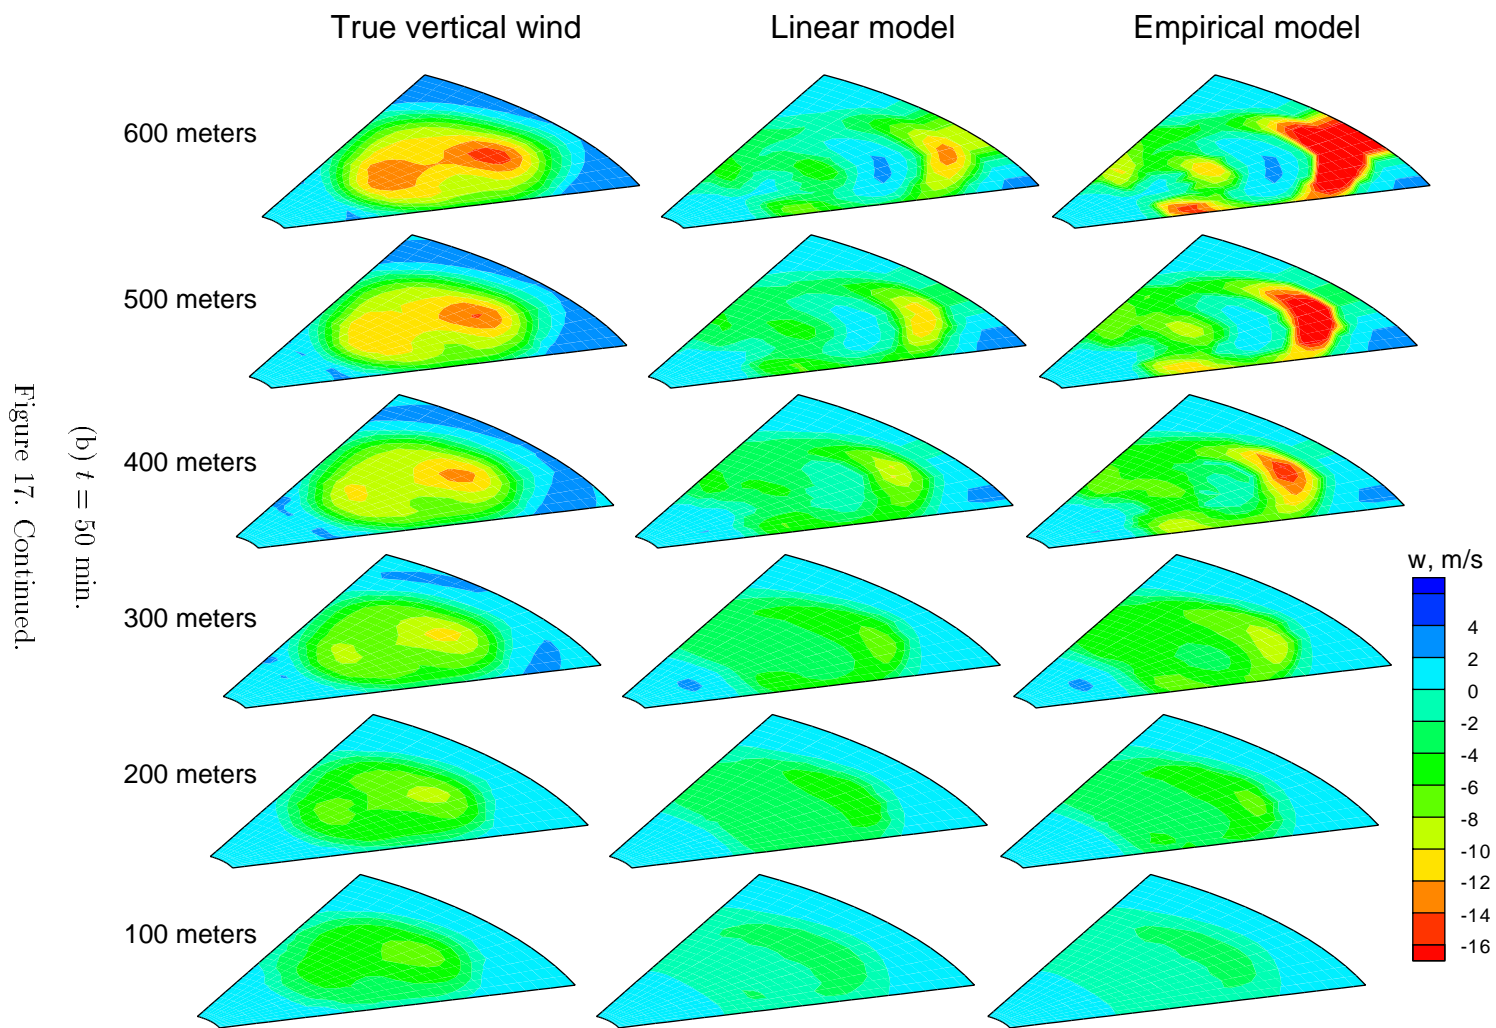 True vertical wind
Linear model
Empirical model
600 meters
500 meters
400 meters
300 meters
200 meters
100 meters
w, m/s
4
2
0
-2
-4
-6
-8
-10
-12
-14
-16
(b) t = 50 min.
Figure 17. Continued.